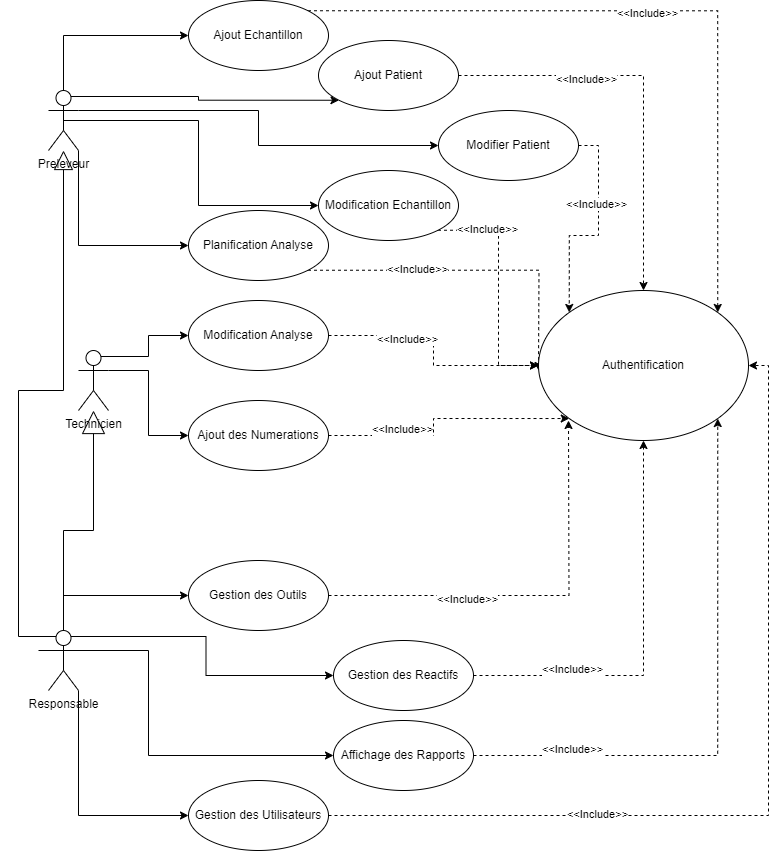 Ajout Echantillon
<<Include>>
Ajout Patient
<<Include>>
Modifier Patient
Preleveur
Modification Echantillon
<<Include>>
<<Include>>
Planification Analyse
<<Include>>
Modification Analyse
<<Include>>
Authentification
Technicien
Ajout des Numerations
<<Include>>
Gestion des Outils
<<Include>>
Gestion des Reactifs
<<Include>>
Responsable
Affichage des Rapports
<<Include>>
Gestion des Utilisateurs
<<Include>>